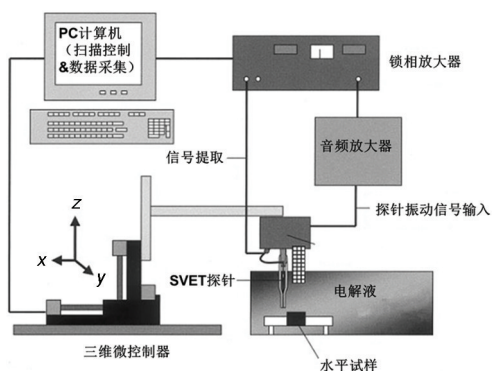 PC计算机
（扫描控制
&数据采集）
锁相放大器
音频放大器
信号提取
探针振动信号输入
z
x
y
SVET探针
电解液
三维微控制器
水平试样